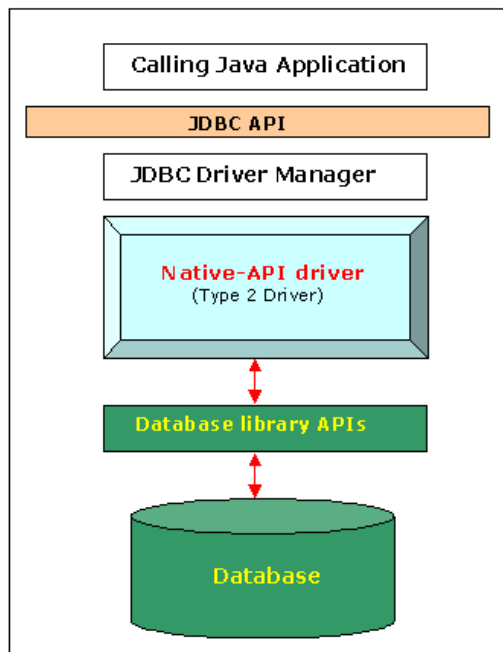 Calling Java Application
JDBC API
JDBC Driver Manager
Native-API driver
(Type 2 Driver)
Database library APIs
Database